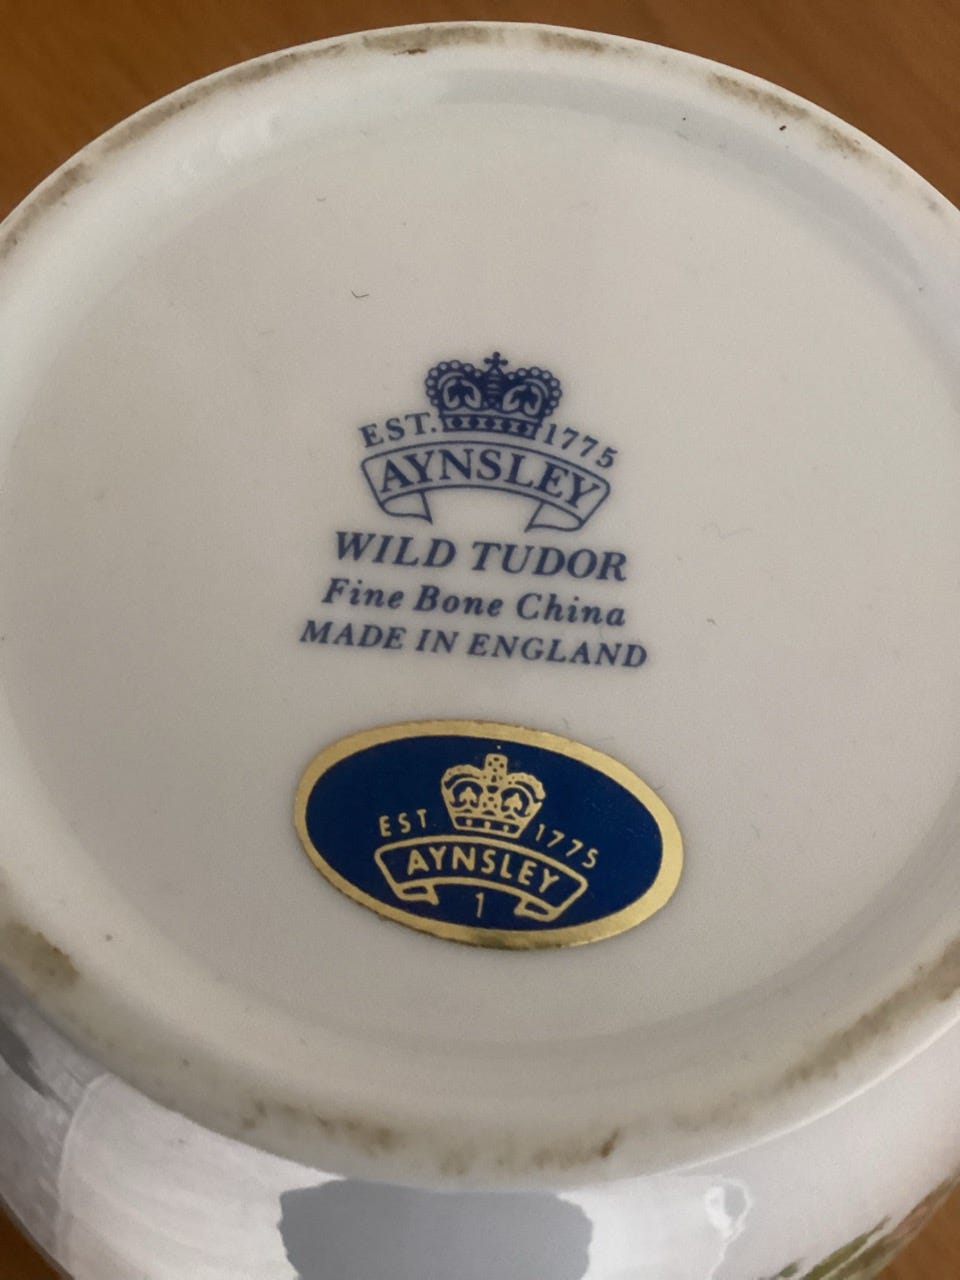 EST. 1775
AYNSLEY
WILD TUDOR
Fine Bone China
MADE IN ENGLAND
EST. 1775
AYNSLEY
1